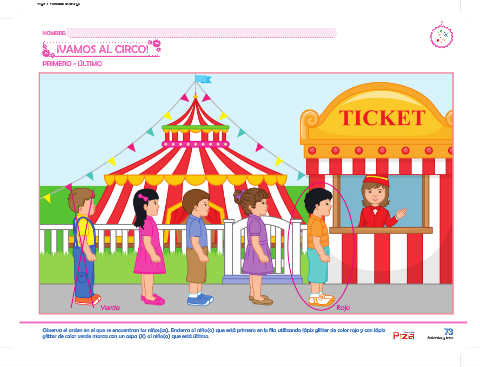 NOMBRE:
¡VAMOS AL CIRCO!
PRIMERO - ÚLTIMO
TICKET
Verde
Rojo
Observa el orden en el que se encuentran los niños(as). Encierra al niño(a) que está primero en la fila utilizando lápiz glitter de color rojo y con lápiz
glitter de color verde marca con un aspa (X) al niño(a) que está último.
73